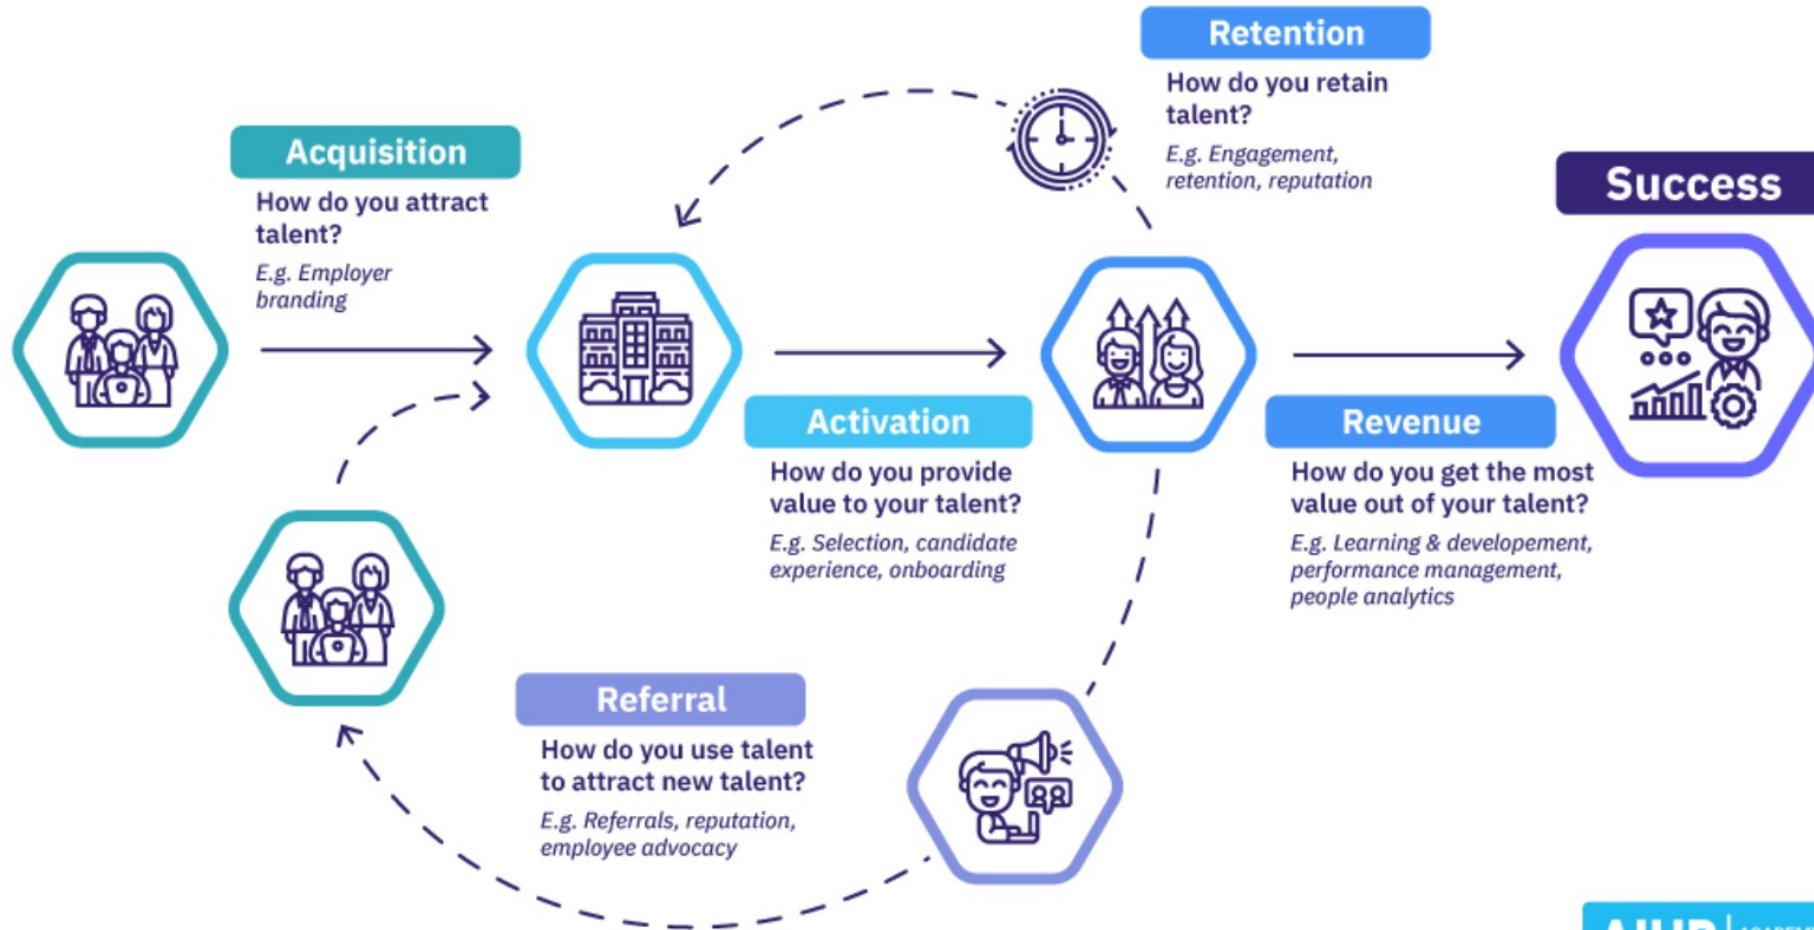 Retention
How do you retain
talent?
E.g. Engagement,
retention, reputation
Acquisition
How do you attract
talent?
E.g. Employer
branding
Success
Activation
How do you provide
value to your talent?
E.g. Selection, candidate
experience, onboarding
Revenue
How do you get the most
value out of your talent?
E.g. Learning & developement,
performance management,
people analytics
Referral
How do you use talent
to attract new talent?
E.g. Referrals, reputation,
employee advocacy